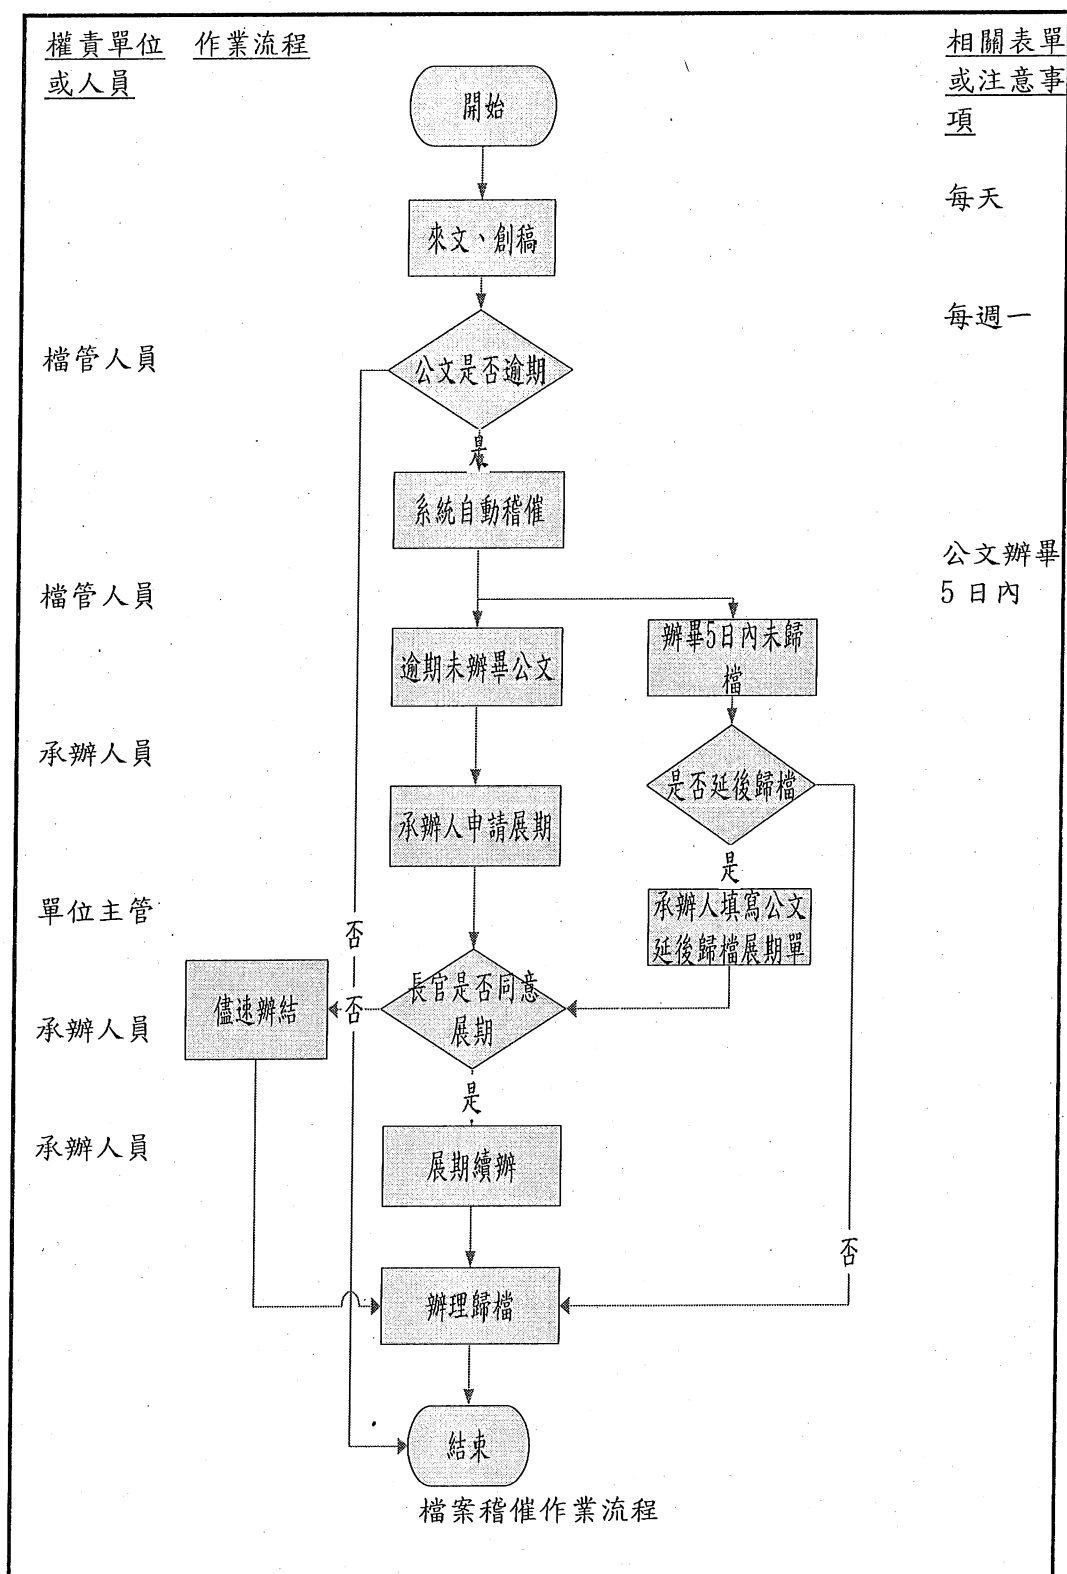 權責單位
或人員
作業流程
相關表單
或注意事
項
開始
每天
來文、創稿
每週一
檔管人員
公文是否逾期
是
系統自動稽催
公文辦畢
5日內
檔管人員
逾期未辦畢公文
辦畢5日內未歸
檔
承辦人員
是否延後歸檔
承辦人申請展期
是
單位主管
承辦人填寫公文
延後歸檔展期單
否
長官是否同意
展期
否
儘速辦結
承辦人員
是
承辦人員
展期續辦
否
辦理歸檔
結束
檔案稽催作業流程